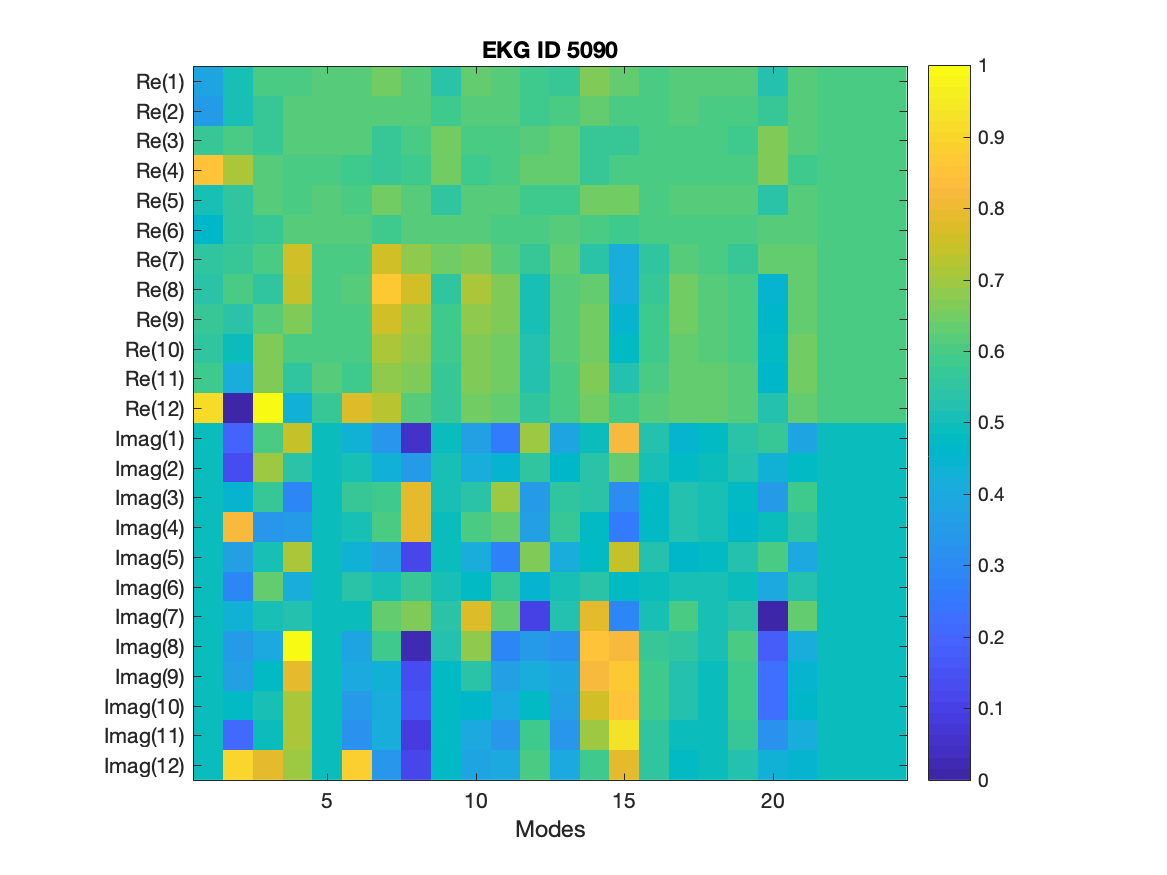 EKG ID 5090
Re(1)
Re(2)
Re(3)
Re(4)
Re(5)
Re(6)
Re(7)
Re(8)
Re(9)
Re(10)
Re(11)
Re(12)
Imag(1)
Imag(2)
Imag(3)
Imag(4)
Imag(5)
Imag(6)
Imag(7)
Imag(8)
Imag(9)
Imag(10)
Imag(11)
Imag(12)
5 10 15 20
Modes
1
0.9
0.8
0.7
0.6
0.5
0.4
0.3
0.2
0.1
0